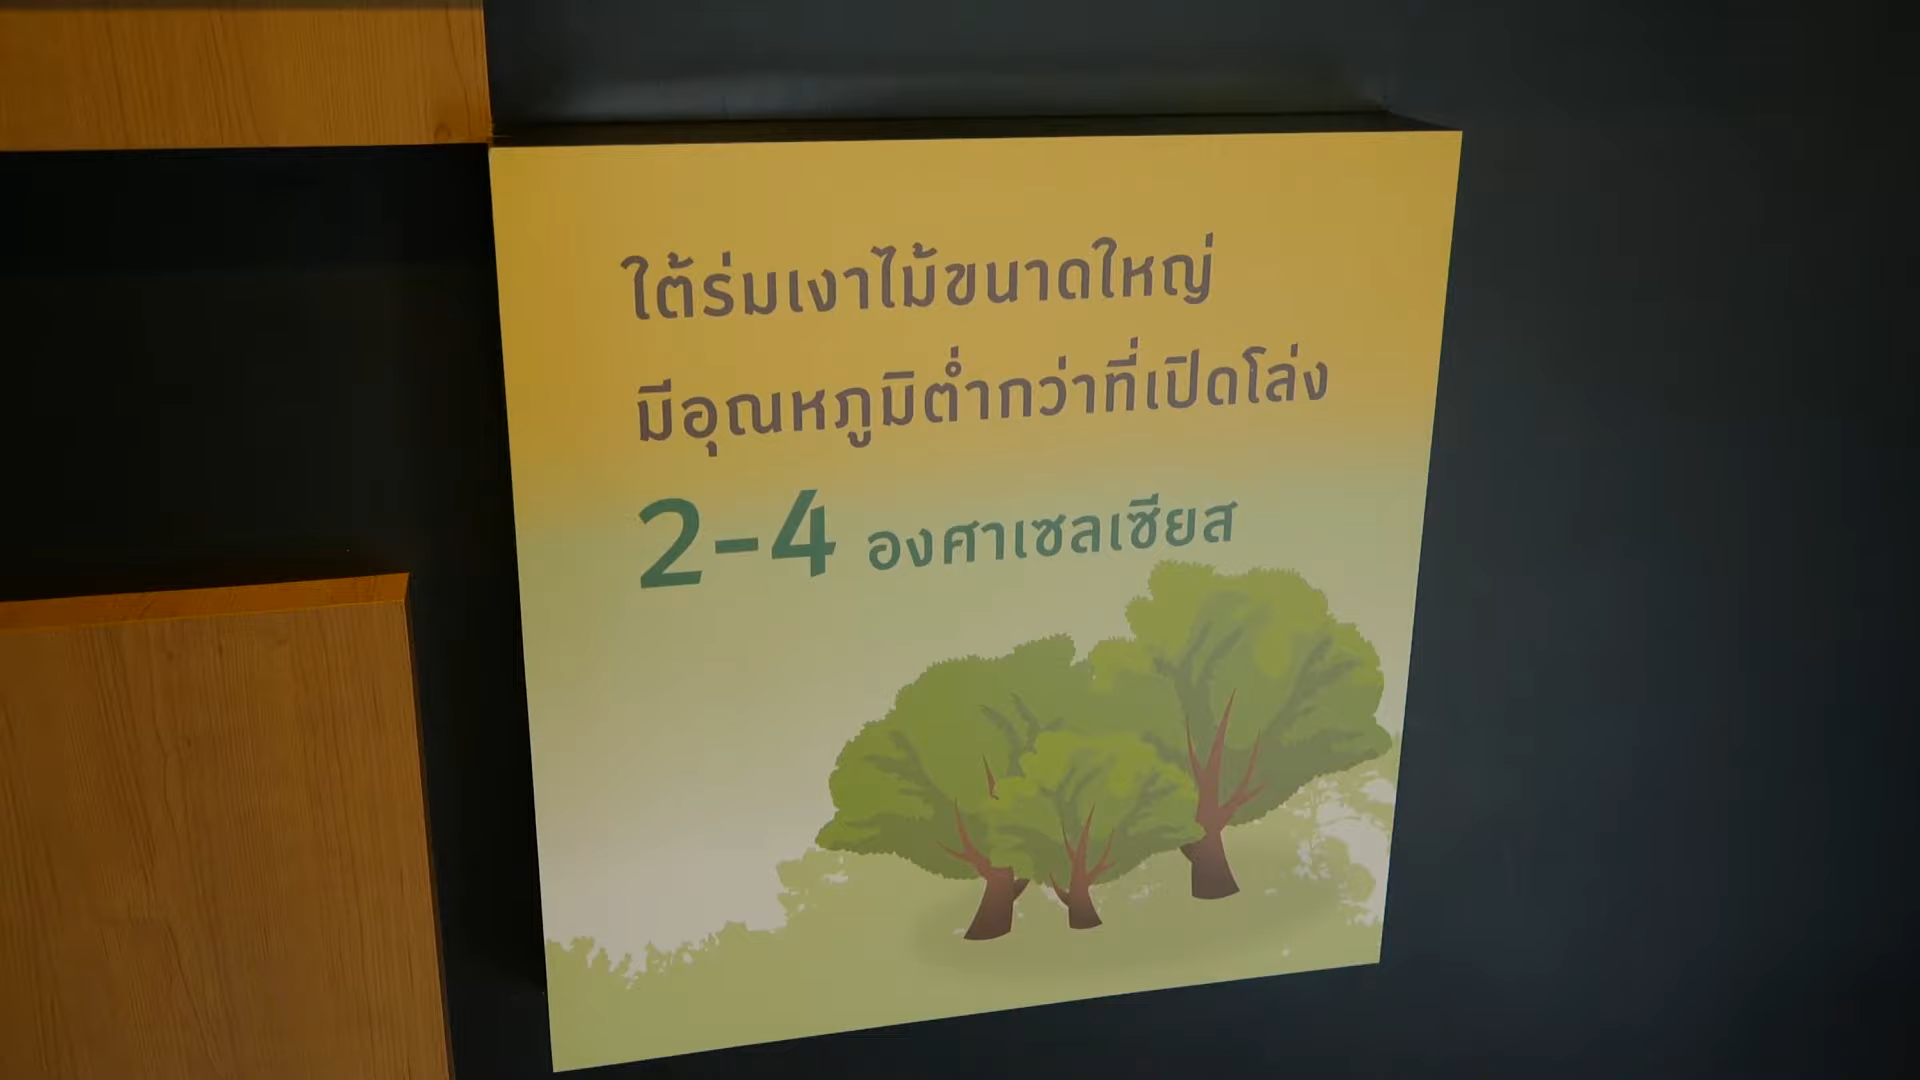 ใต้ร่มเงาไม้ขนาดใหญ่
มีอุณหภูมิต่ำกว่าที่เปิดโล่ง
2-4 องศาเซลเซียส